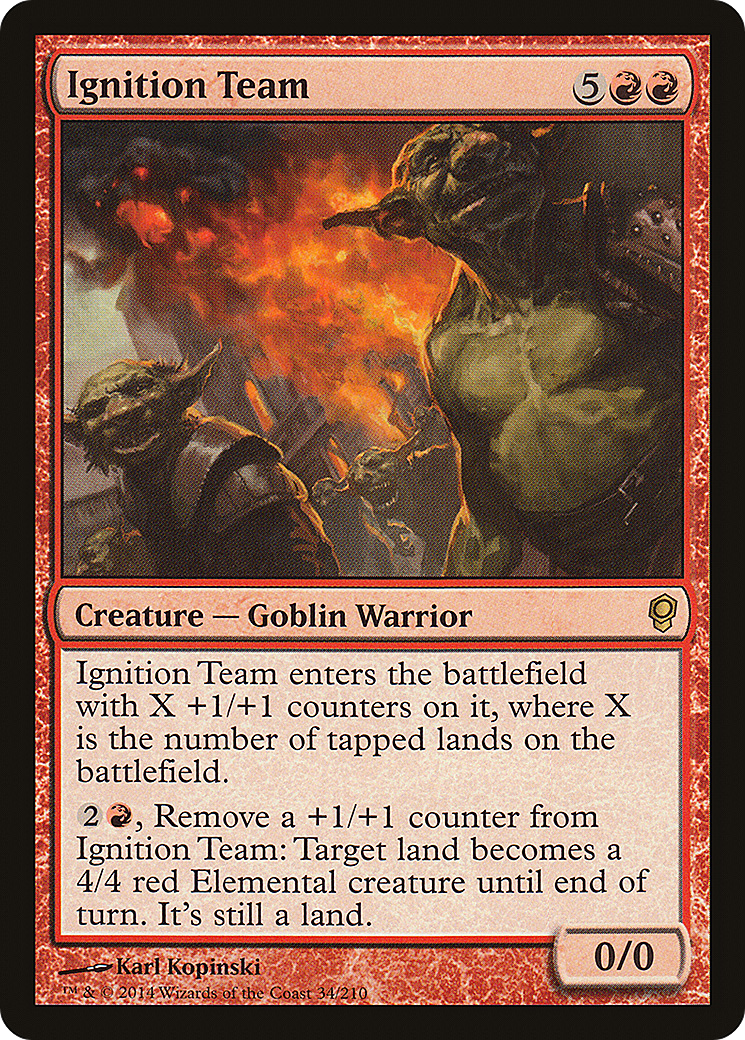 Ignition Team 5
Creature — Goblin Warrior
Ignition Team enters the battlefield
with X +1/+1 counters on it, where X
is the number of tapped lands on the
battlefield.
2 , Remove a +1/+1 counter from
Ignition Team: Target land becomes a
4/4 red Elemental creature until end of
turn. It's still a land.
0/0
Karl Kopinski
™ & © 2014 Wizards of the Coast 34/210